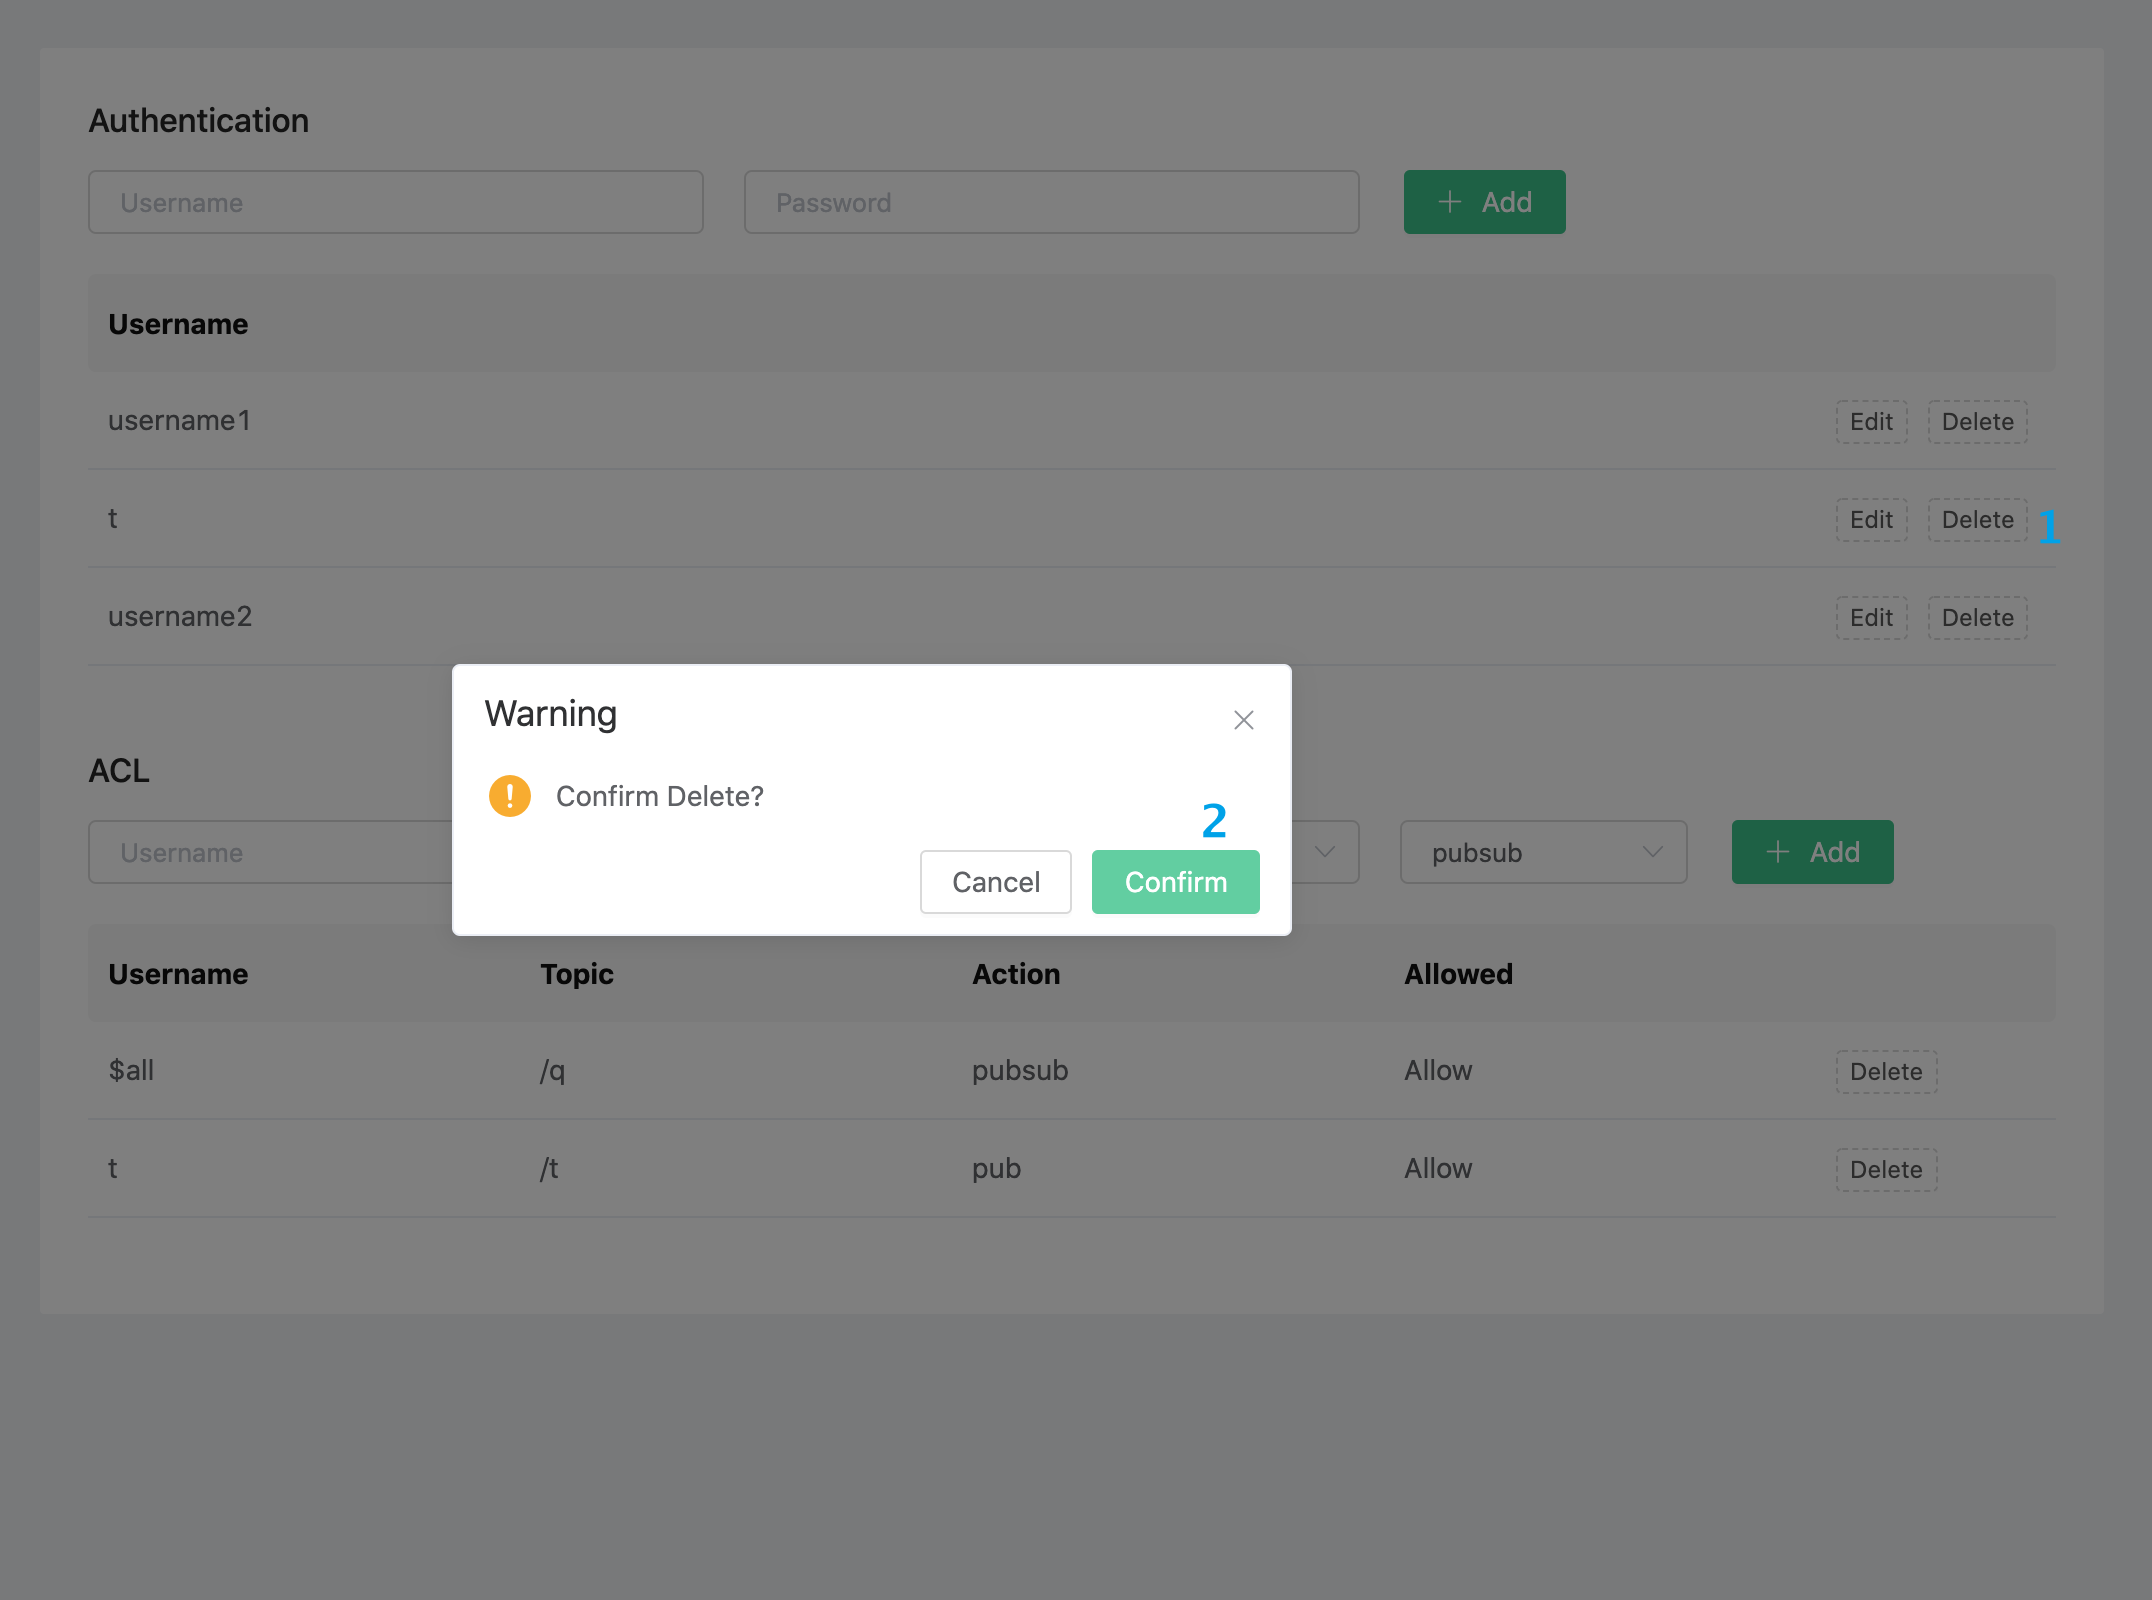 Authentication
Username Password + Add
Username
username1 Edit Delete
t Edit Delete 1
username2 Edit Delete
Warning
ACL
! Confirm Delete?
2
Username pubsub + Add
Cancel Confirm
Username Topic Action Allowed
$all /q pubsub Allow Delete
t /t pub Allow Delete